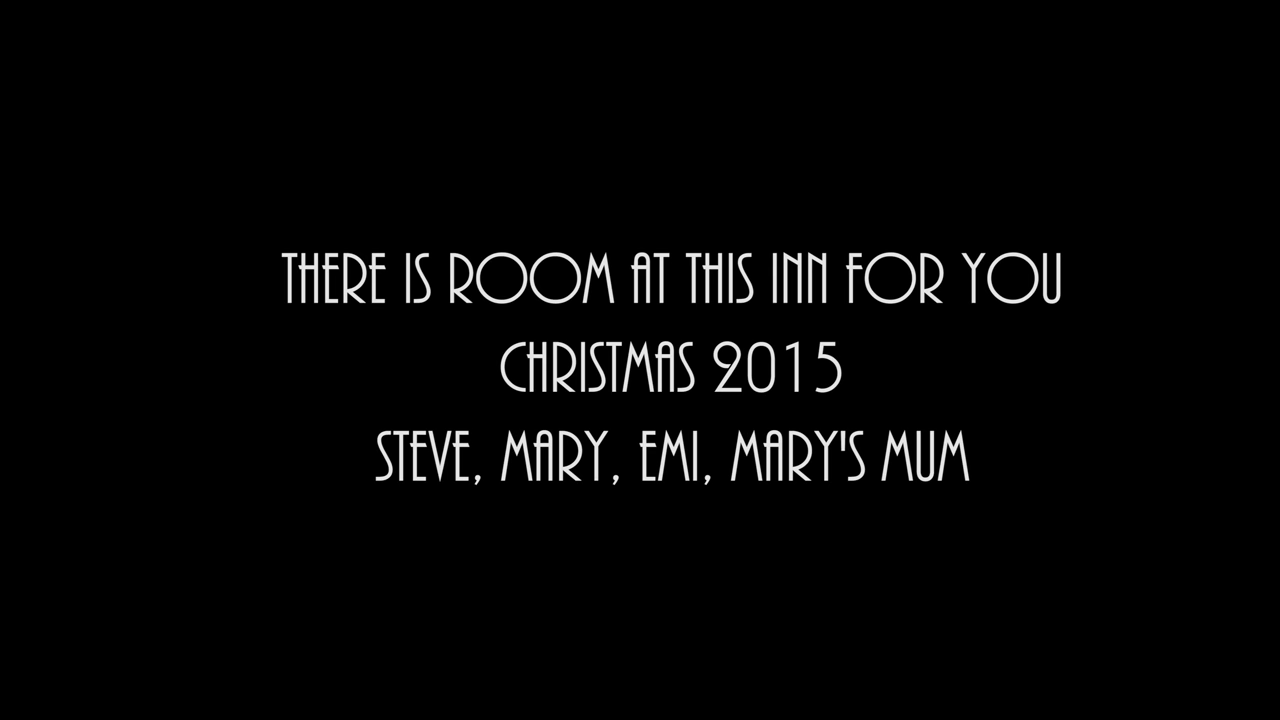 THERE IS ROOM AT THIS INN FOR YOU
CHRISTMAS 2015
STEVE, MARY, EMI, MARY'S MUM